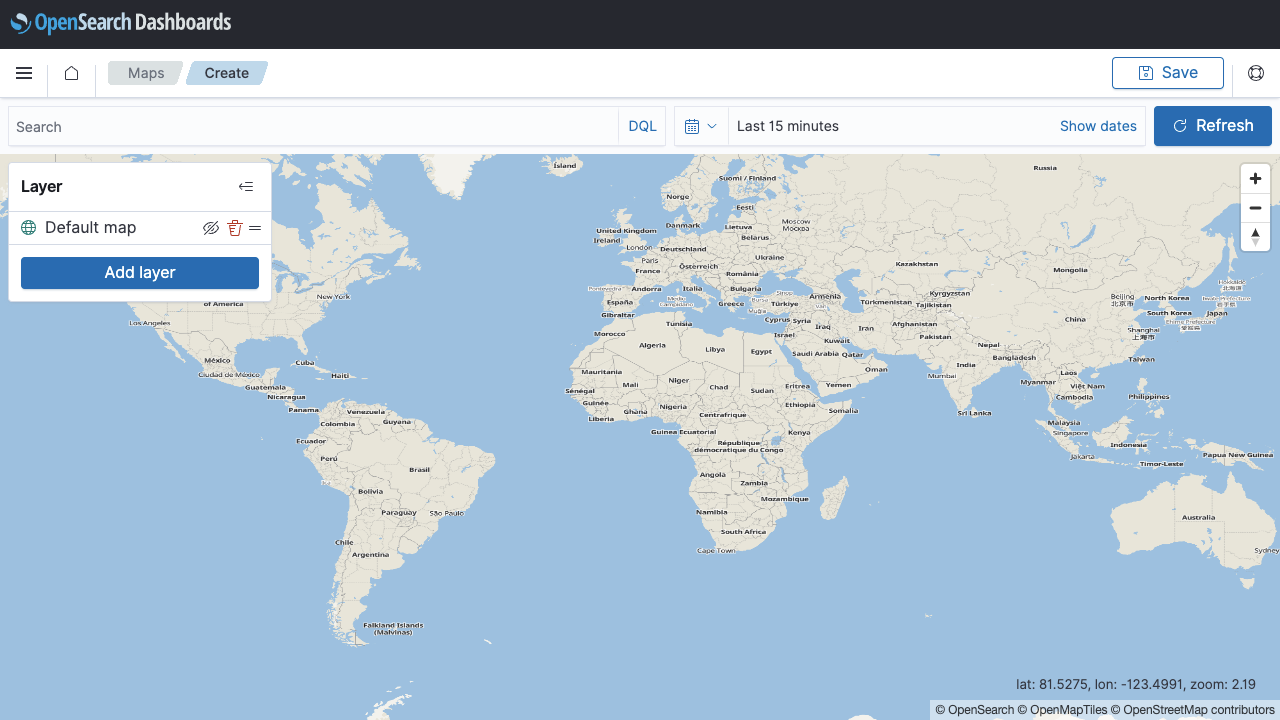 OpenSearch Dashboards
Maps
Create
Save
Search
DQL
Last 15 minutes
Show dates
Refresh
Layer
Default map
Add layer
Ísland
Russia
Suomi / Finland
Norge
Eesti
Москва
Москва
United Kingdom
Danmark
Lietuva
Ireland
London
Belarus
Deutschland
Paris
Ukraine
France
Österreich
Kazakhstan
România
Mongolia
Andorra
Italia
Bulgaria
España
Greece
Türkiye
Armenia
Türkmenistan
Kyrgyzstan
Tajikistan
Beijing
北京市
North Korea
South Korea
Japan
of America
New York
Los Angeles
Gibraltar
Tunisia
Cyprus
Syria
Iraq
Iran
Afghanistan
China
Shanghai
上海市
Morocco
Israel
Kuwait
Pakistan
Nepal
Algeria
Libya
Egypt
Saudi Arabia
Qatar
Bangladesh
Taiwan
México
Cuba
Ciudad de México
Haiti
Mauritania
Mali
Niger
Chad
Sudan
Eritrea
Yemen
Oman
India
Mumbai
Myanmar
Laos
Việt Nam
Guatemala
Nicaragua
Sénégal
Guinée
Liberia
Ghana
Nigeria
Centrafrique
Ethiopia
Somalia
Sri Lanka
Cambodia
Philippines
Panama
Venezuela
Colombia
Guyana
Guinea Ecuatorial
Kenya
Malaysia
Singapore
Ecuador
République
démocratique du Congo
Indonesia
Jakarta
Papua New Guinea
Timor-Leste
Perú
Brasil
Angola
Zambia
Bolivia
Mozambique
Paraguay
São Paulo
Namibia
Australia
Chile
Argentina
South Africa
Cape Town
Sydney
Falkland Islands
(Malvinas)
lat: 81.5275, lon: -123.4991, zoom: 2.19
© OpenSearch © OpenMapTiles © OpenStreetMap contributors